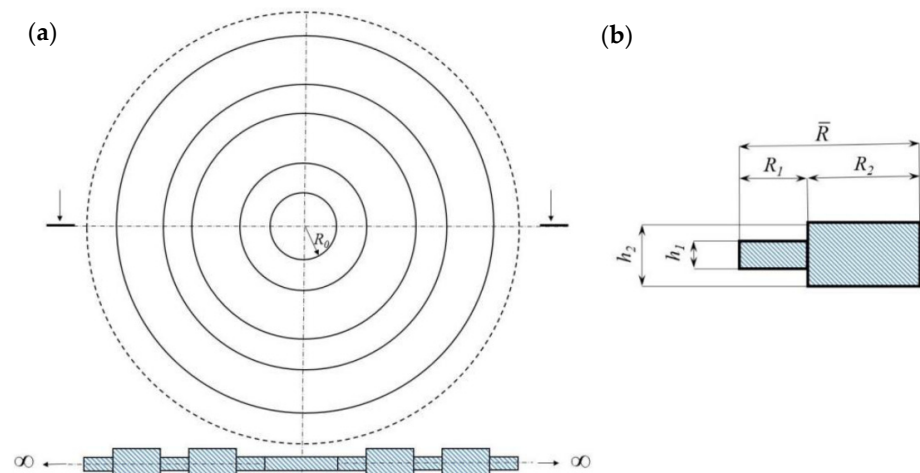 (a)
(b)
R̅
R₁ R₂
h₂ h₁
R₀
∞ ∞